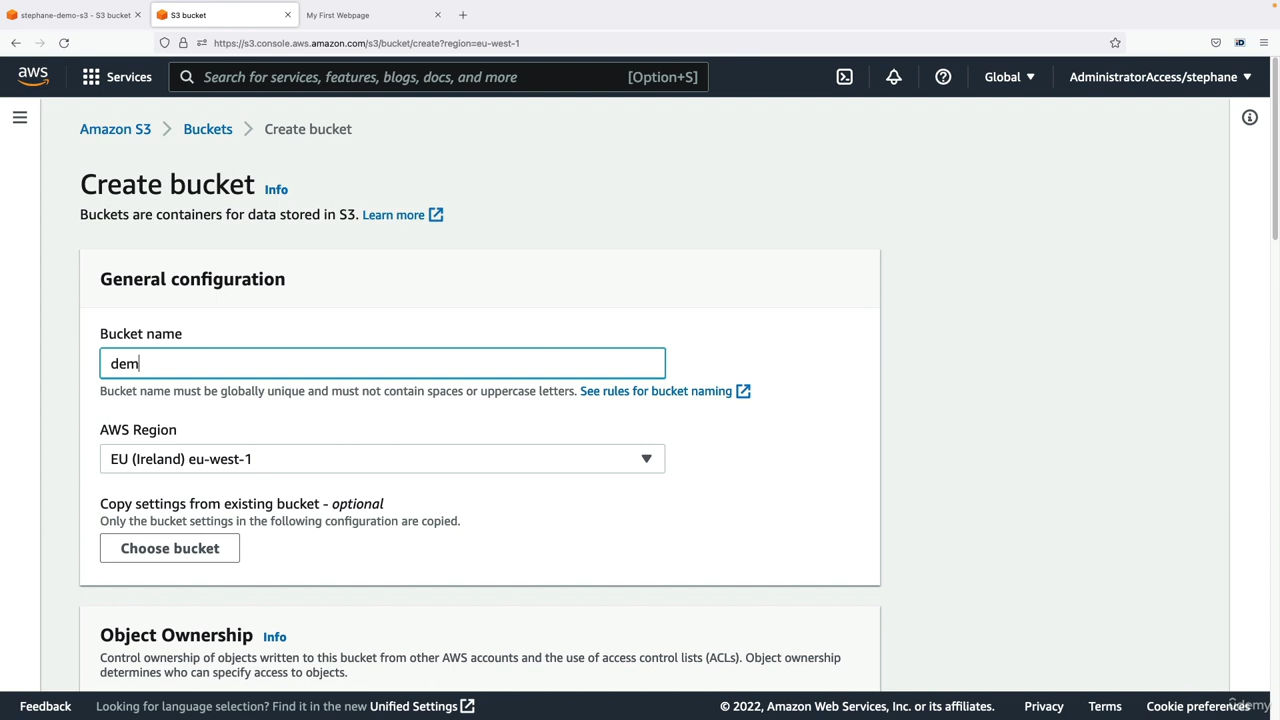 stephane-demo-s3 - S3 bucket
S3 bucket
My First Webpage
https://s3.console.aws.amazon.com/s3/bucket/create?region=eu-west-1
aws
Services
Search for services, features, blogs, docs, and more
[Option+S]
Global
AdministratorAccess/stephane
Amazon S3
Buckets
Create bucket
Create bucket Info
Buckets are containers for data stored in S3. Learn more
General configuration
Bucket name
dem
Bucket name must be globally unique and must not contain spaces or uppercase letters. See rules for bucket naming
AWS Region
EU (Ireland) eu-west-1
Copy settings from existing bucket - optional
Only the bucket settings in the following configuration are copied.
Choose bucket
Object Ownership Info
Control ownership of objects written to this bucket from other AWS accounts and the use of access control lists (ACLs). Object ownership
determines who can specify access to objects.
Feedback
Looking for language selection? Find it in the new Unified Settings
© 2022, Amazon Web Services, Inc. or its affiliates.
Privacy
Terms
Cookie preferences
Udemy